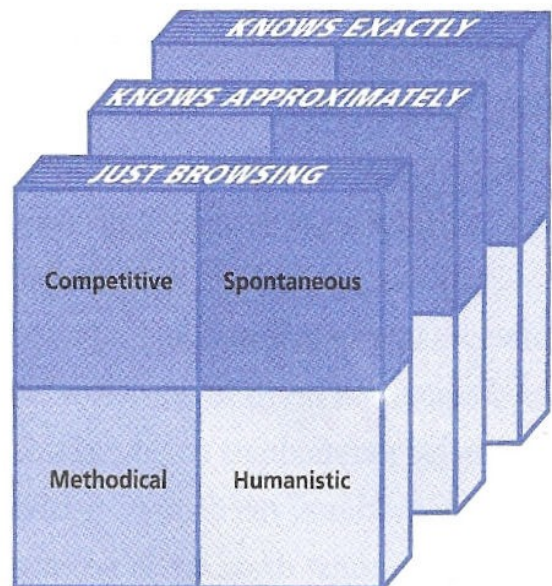 KNOWS EXACTLY
KNOWS APPROXIMATELY
JUST BROWSING
Competitive Spontaneous
Methodical Humanistic